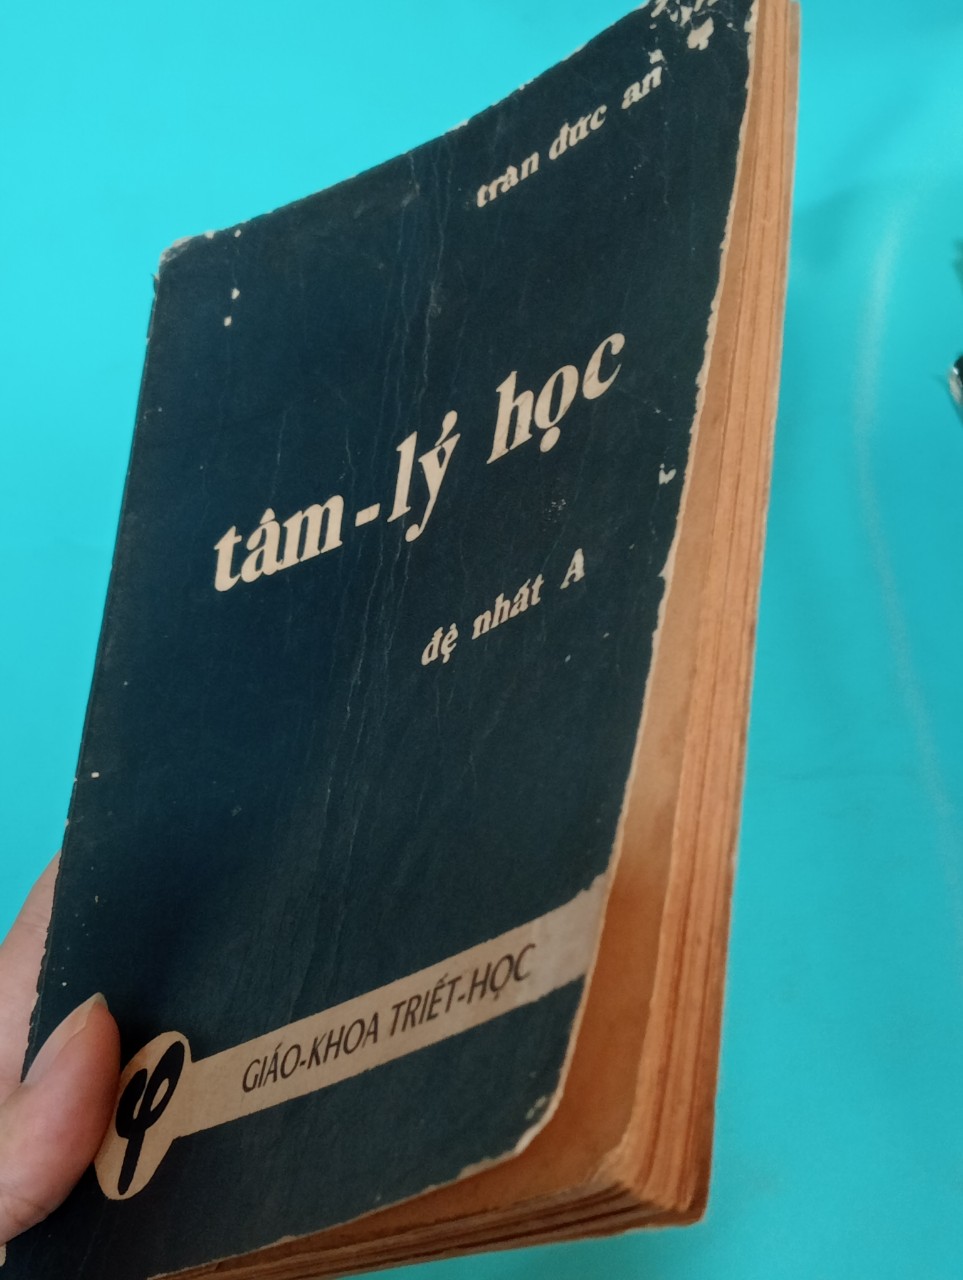 trần đức an
tâm-lý học
đệ nhất A
GIÁO-KHOA TRIẾT-HỌC
φ